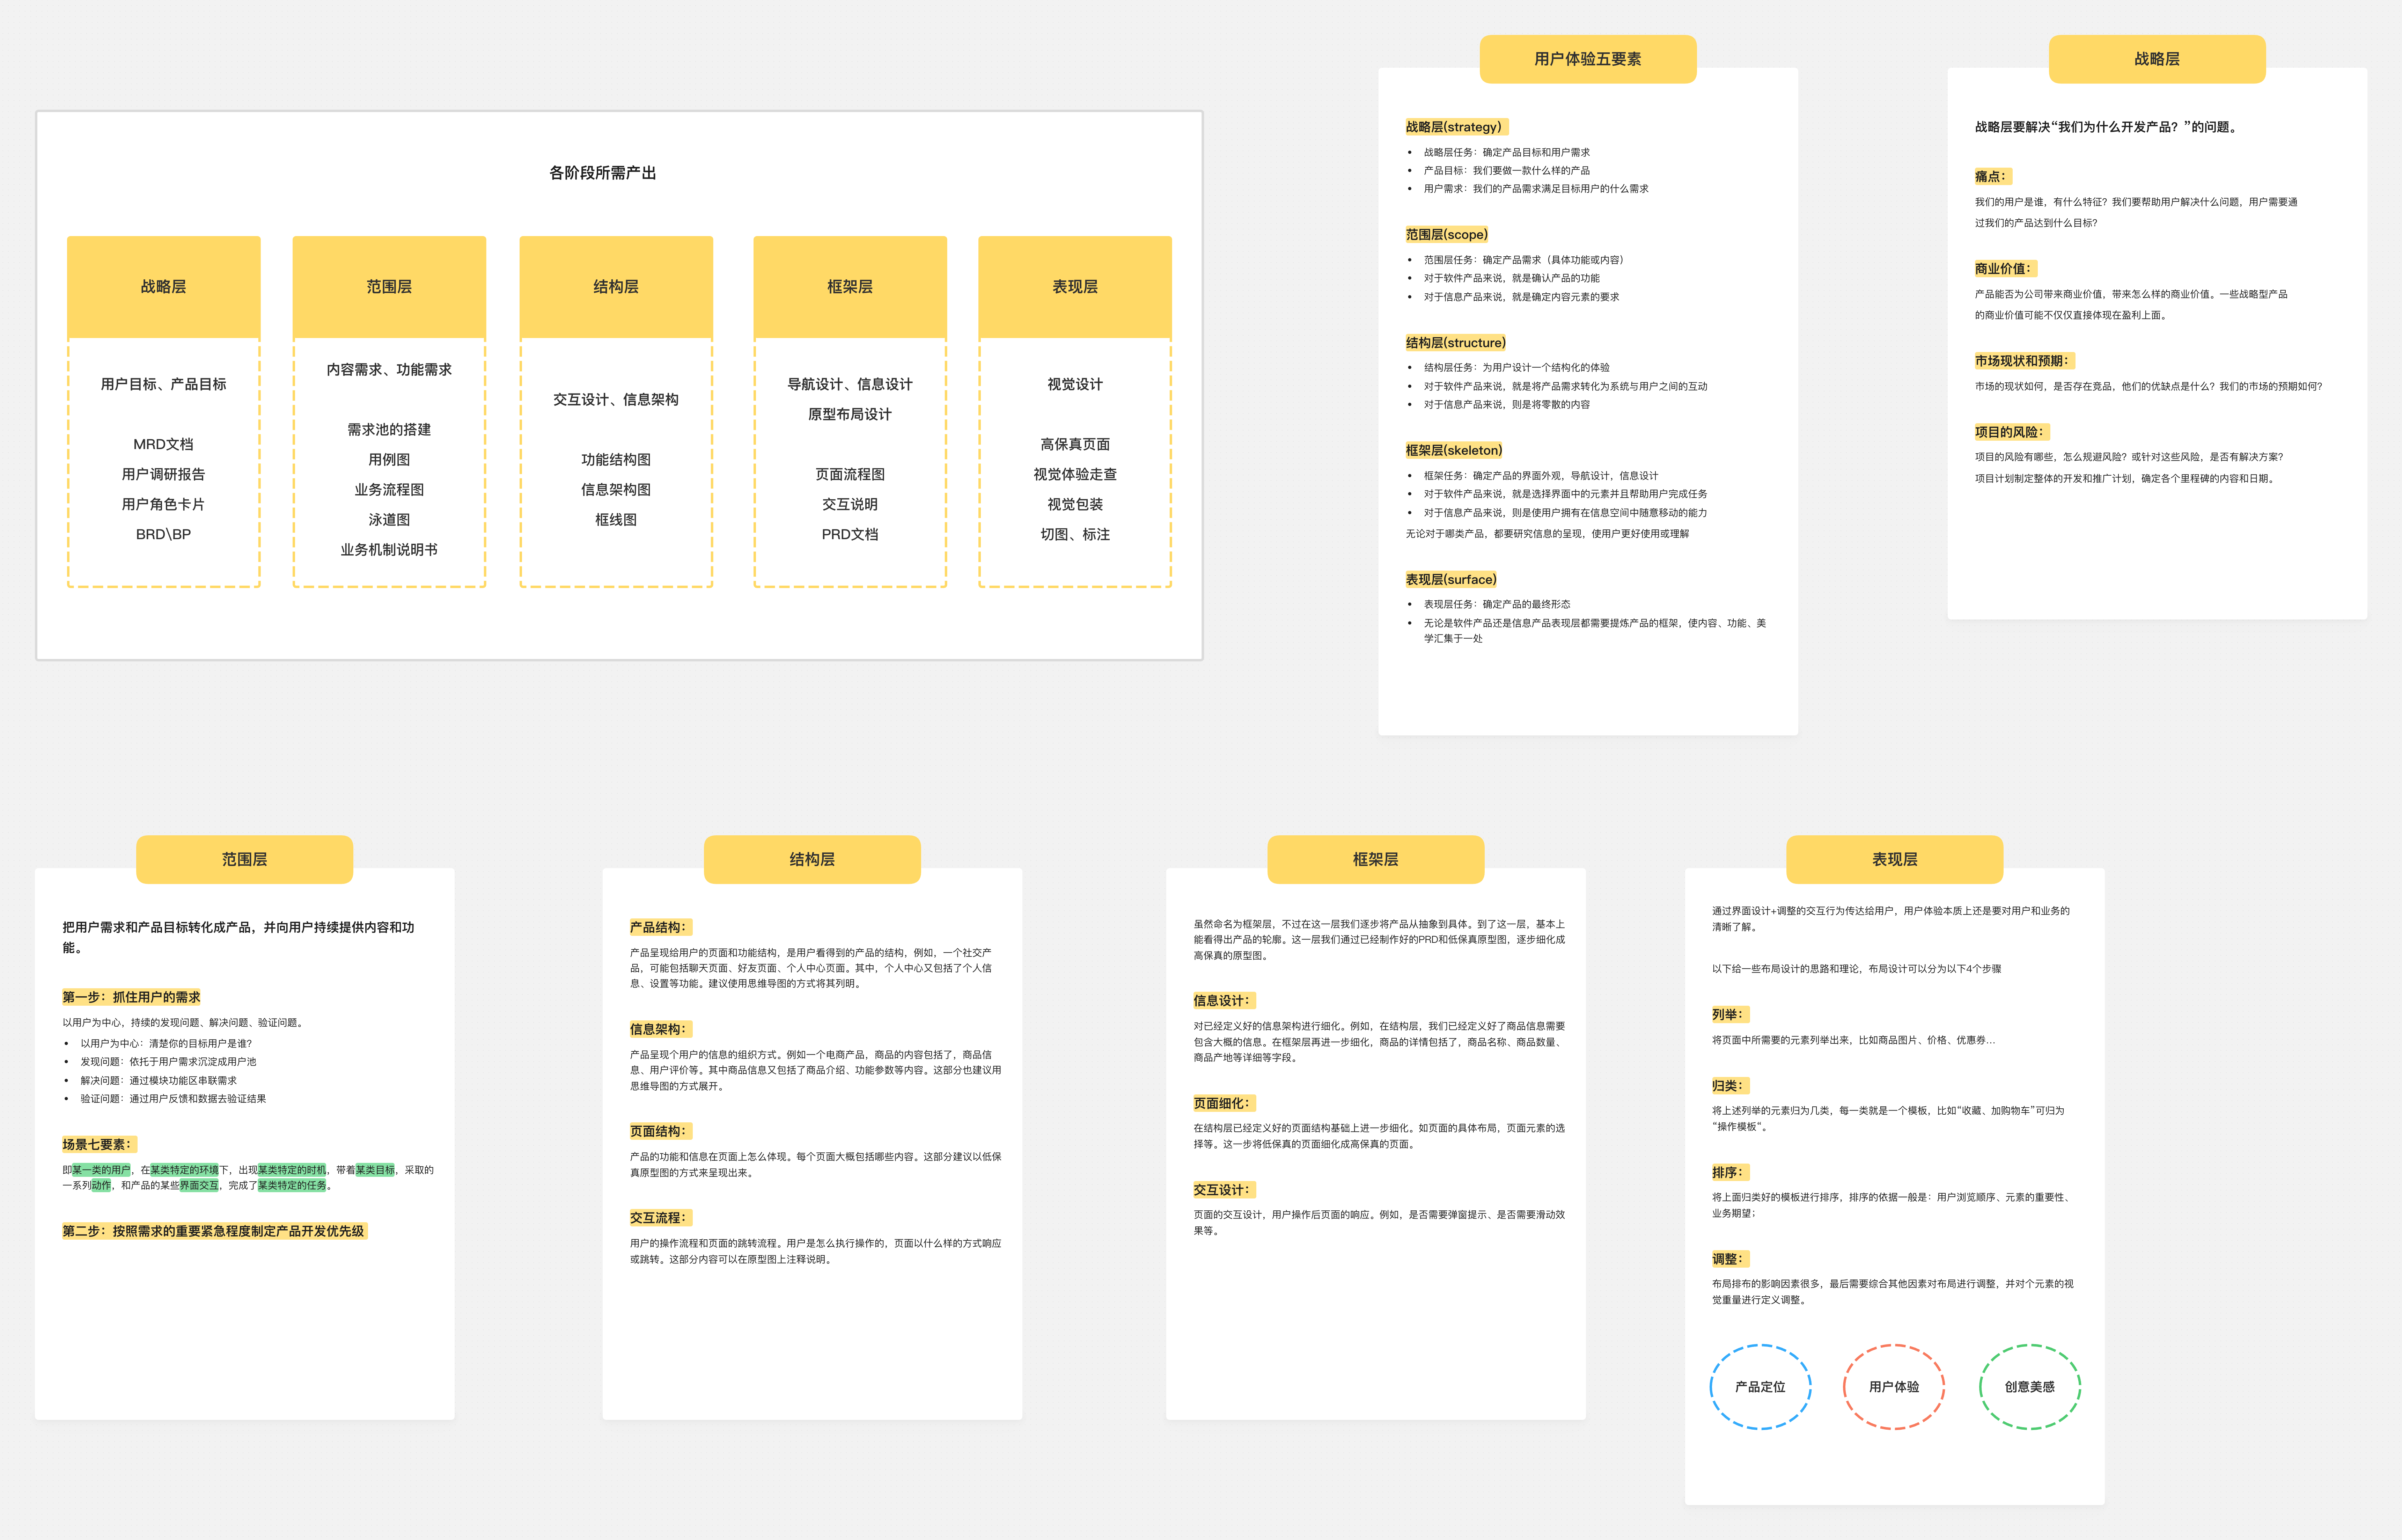 各阶段所需产出
战略层
用户目标、产品目标
MRD文档
用户调研报告
用户角色卡片
BRD\BP
范围层
内容需求、功能需求
需求池的搭建
用例图
业务流程图
泳道图
业务机制说明书
结构层
交互设计、信息架构
功能结构图
信息架构图
框线图
框架层
导航设计、信息设计
原型布局设计
页面流程图
交互说明
PRD文档
表现层
视觉设计
高保真页面
视觉体验走查
视觉包装
切图、标注
用户体验五要素
战略层(strategy)
• 战略层任务：确定产品目标和用户需求
• 产品目标：我们要做一款什么样的产品
• 用户需求：我们的产品需求满足目标用户的什么需求
范围层(scope)
• 范围层任务：确定产品需求（具体功能或内容）
• 对于软件产品来说，就是确认产品的功能
• 对于信息产品来说，就是确定内容元素的要求
结构层(structure)
• 结构层任务：为用户设计一个结构化的体验
• 对于软件产品来说，就是将产品需求转化为系统与用户之间的互动
• 对于信息产品来说，则是将零散的内容
框架层(skeleton)
• 框架任务：确定产品的界面外观，导航设计，信息设计
• 对于软件产品来说，就是选择界面中的元素并且帮助用户完成任务
• 对于信息产品来说，则是使用户拥有在信息空间中随意移动的能力
无论对于哪类产品，都要研究信息的呈现，使用户更好使用或理解
表现层(surface)
• 表现层任务：确定产品的最终形态
• 无论是软件产品还是信息产品表现层都需要提炼产品的框架，使内容、功能、美
学汇集于一处
战略层
战略层要解决“我们为什么开发产品？”的问题。
痛点：
我们的用户是谁，有什么特征？我们要帮助用户解决什么问题，用户需要通
过我们的产品达到什么目标？
商业价值：
产品能否为公司带来商业价值，带来怎么样的商业价值。一些战略型产品
的商业价值可能不仅仅直接体现在盈利上面。
市场现状和预期：
市场的现状如何，是否存在竞品，他们的优缺点是什么？我们的市场的预期如何？
项目的风险：
项目的风险有哪些，怎么规避风险？或针对这些风险，是否有解决方案？
项目计划制定整体的开发和推广计划，确定各个里程碑的内容和日期。
范围层
把用户需求和产品目标转化成产品，并向用户持续提供内容和功
能。
第一步：抓住用户的需求
以用户为中心，持续的发现问题、解决问题、验证问题。
• 以用户为中心：清楚你的目标用户是谁？
• 发现问题：依托于用户需求沉淀成用户池
• 解决问题：通过模块功能区串联需求
• 验证问题：通过用户反馈和数据去验证结果
场景七要素：
即某一类的用户，在某类特定的环境下，出现某类特定的时机，带着某类目标，采取的
一系列动作，和产品的某些界面交互，完成了某类特定的任务。
第二步：按照需求的重要紧急程度制定产品开发优先级
结构层
产品结构：
产品呈现给用户的页面和功能结构，是用户看得到的产品的结构，例如，一个社交产
品，可能包括聊天页面、好友页面、个人中心页面。其中，个人中心又包括了个人信
息、设置等功能。建议使用思维导图的方式将其列明。
信息架构：
产品呈现个用户的信息的组织方式。例如一个电商产品，商品的内容包括了，商品信
息、用户评价等。其中商品信息又包括了商品介绍、功能参数等内容。这部分也建议用
思维导图的方式展开。
页面结构：
产品的功能和信息在页面上怎么体现。每个页面大概包括哪些内容。这部分建议以低保
真原型图的方式来呈现出来。
交互流程：
用户的操作流程和页面的跳转流程。用户是怎么执行操作的，页面以什么样的方式响应
或跳转。这部分内容可以在原型图上注释说明。
框架层
虽然命名为框架层，不过在这一层我们逐步将产品从抽象到具体。到了这一层，基本上
能看得出产品的轮廓。这一层我们通过已经制作好的PRD和低保真原型图，逐步细化成
高保真的原型图。
信息设计：
对已经定义好的信息架构进行细化。例如，在结构层，我们已经定义好了商品信息需要
包含大概的信息。在框架层再进一步细化，商品的详情包括了，商品名称、商品数量、
商品产地等详细等字段。
页面细化：
在结构层已经定义好的页面结构基础上进一步细化。如页面的具体布局，页面元素的选
择等。这一步将低保真的页面细化成高保真的页面。
交互设计：
页面的交互设计，用户操作后页面的响应。例如，是否需要弹窗提示、是否需要滑动效
果等。
表现层
通过界面设计+调整的交互行为传达给用户，用户体验本质上还是要对用户和业务的
清晰了解。
以下给一些布局设计的思路和理论，布局设计可以分为以下4个步骤
列举：
将页面中所需要的元素列举出来，比如商品图片、价格、优惠券...
归类：
将上述列举的元素归为几类，每一类就是一个模板，比如“收藏、加购物车”可归为
“操作模板”。
排序：
将上面归类好的模板进行排序，排序的依据一般是：用户浏览顺序、元素的重要性、
业务期望；
调整：
布局排布的影响因素很多，最后需要综合其他因素对布局进行调整，并对个元素的视
觉重量进行定义调整。
产品定位
用户体验
创意美感